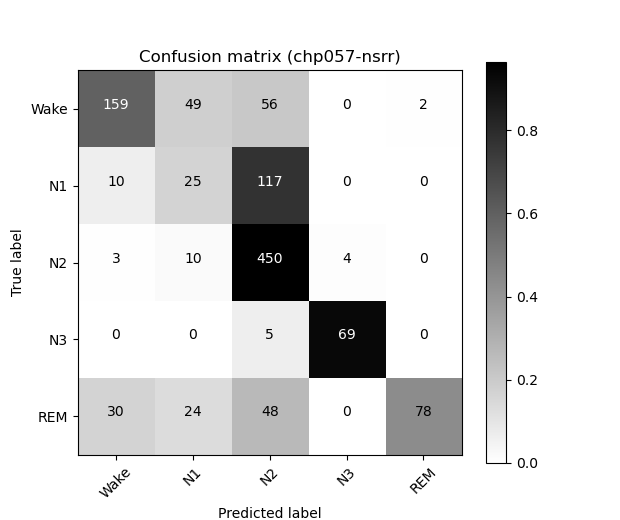 Confusion matrix (chp057-nsrr)
Wake 159 49 56 0 2
N1 10 25 117 0 0
N2 3 10 450 4 0
N3 0 0 5 69 0
REM 30 24 48 0 78
Wake N1 N2 N3 REM
Predicted label
True label
0.8
0.6
0.4
0.2
0.0